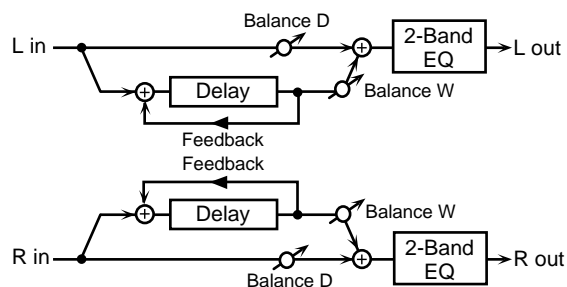 Balance D
L in
2-Band
EQ
L out
Delay
Balance W
Feedback
Feedback
Delay
Balance W
R in
2-Band
EQ
R out
Balance D